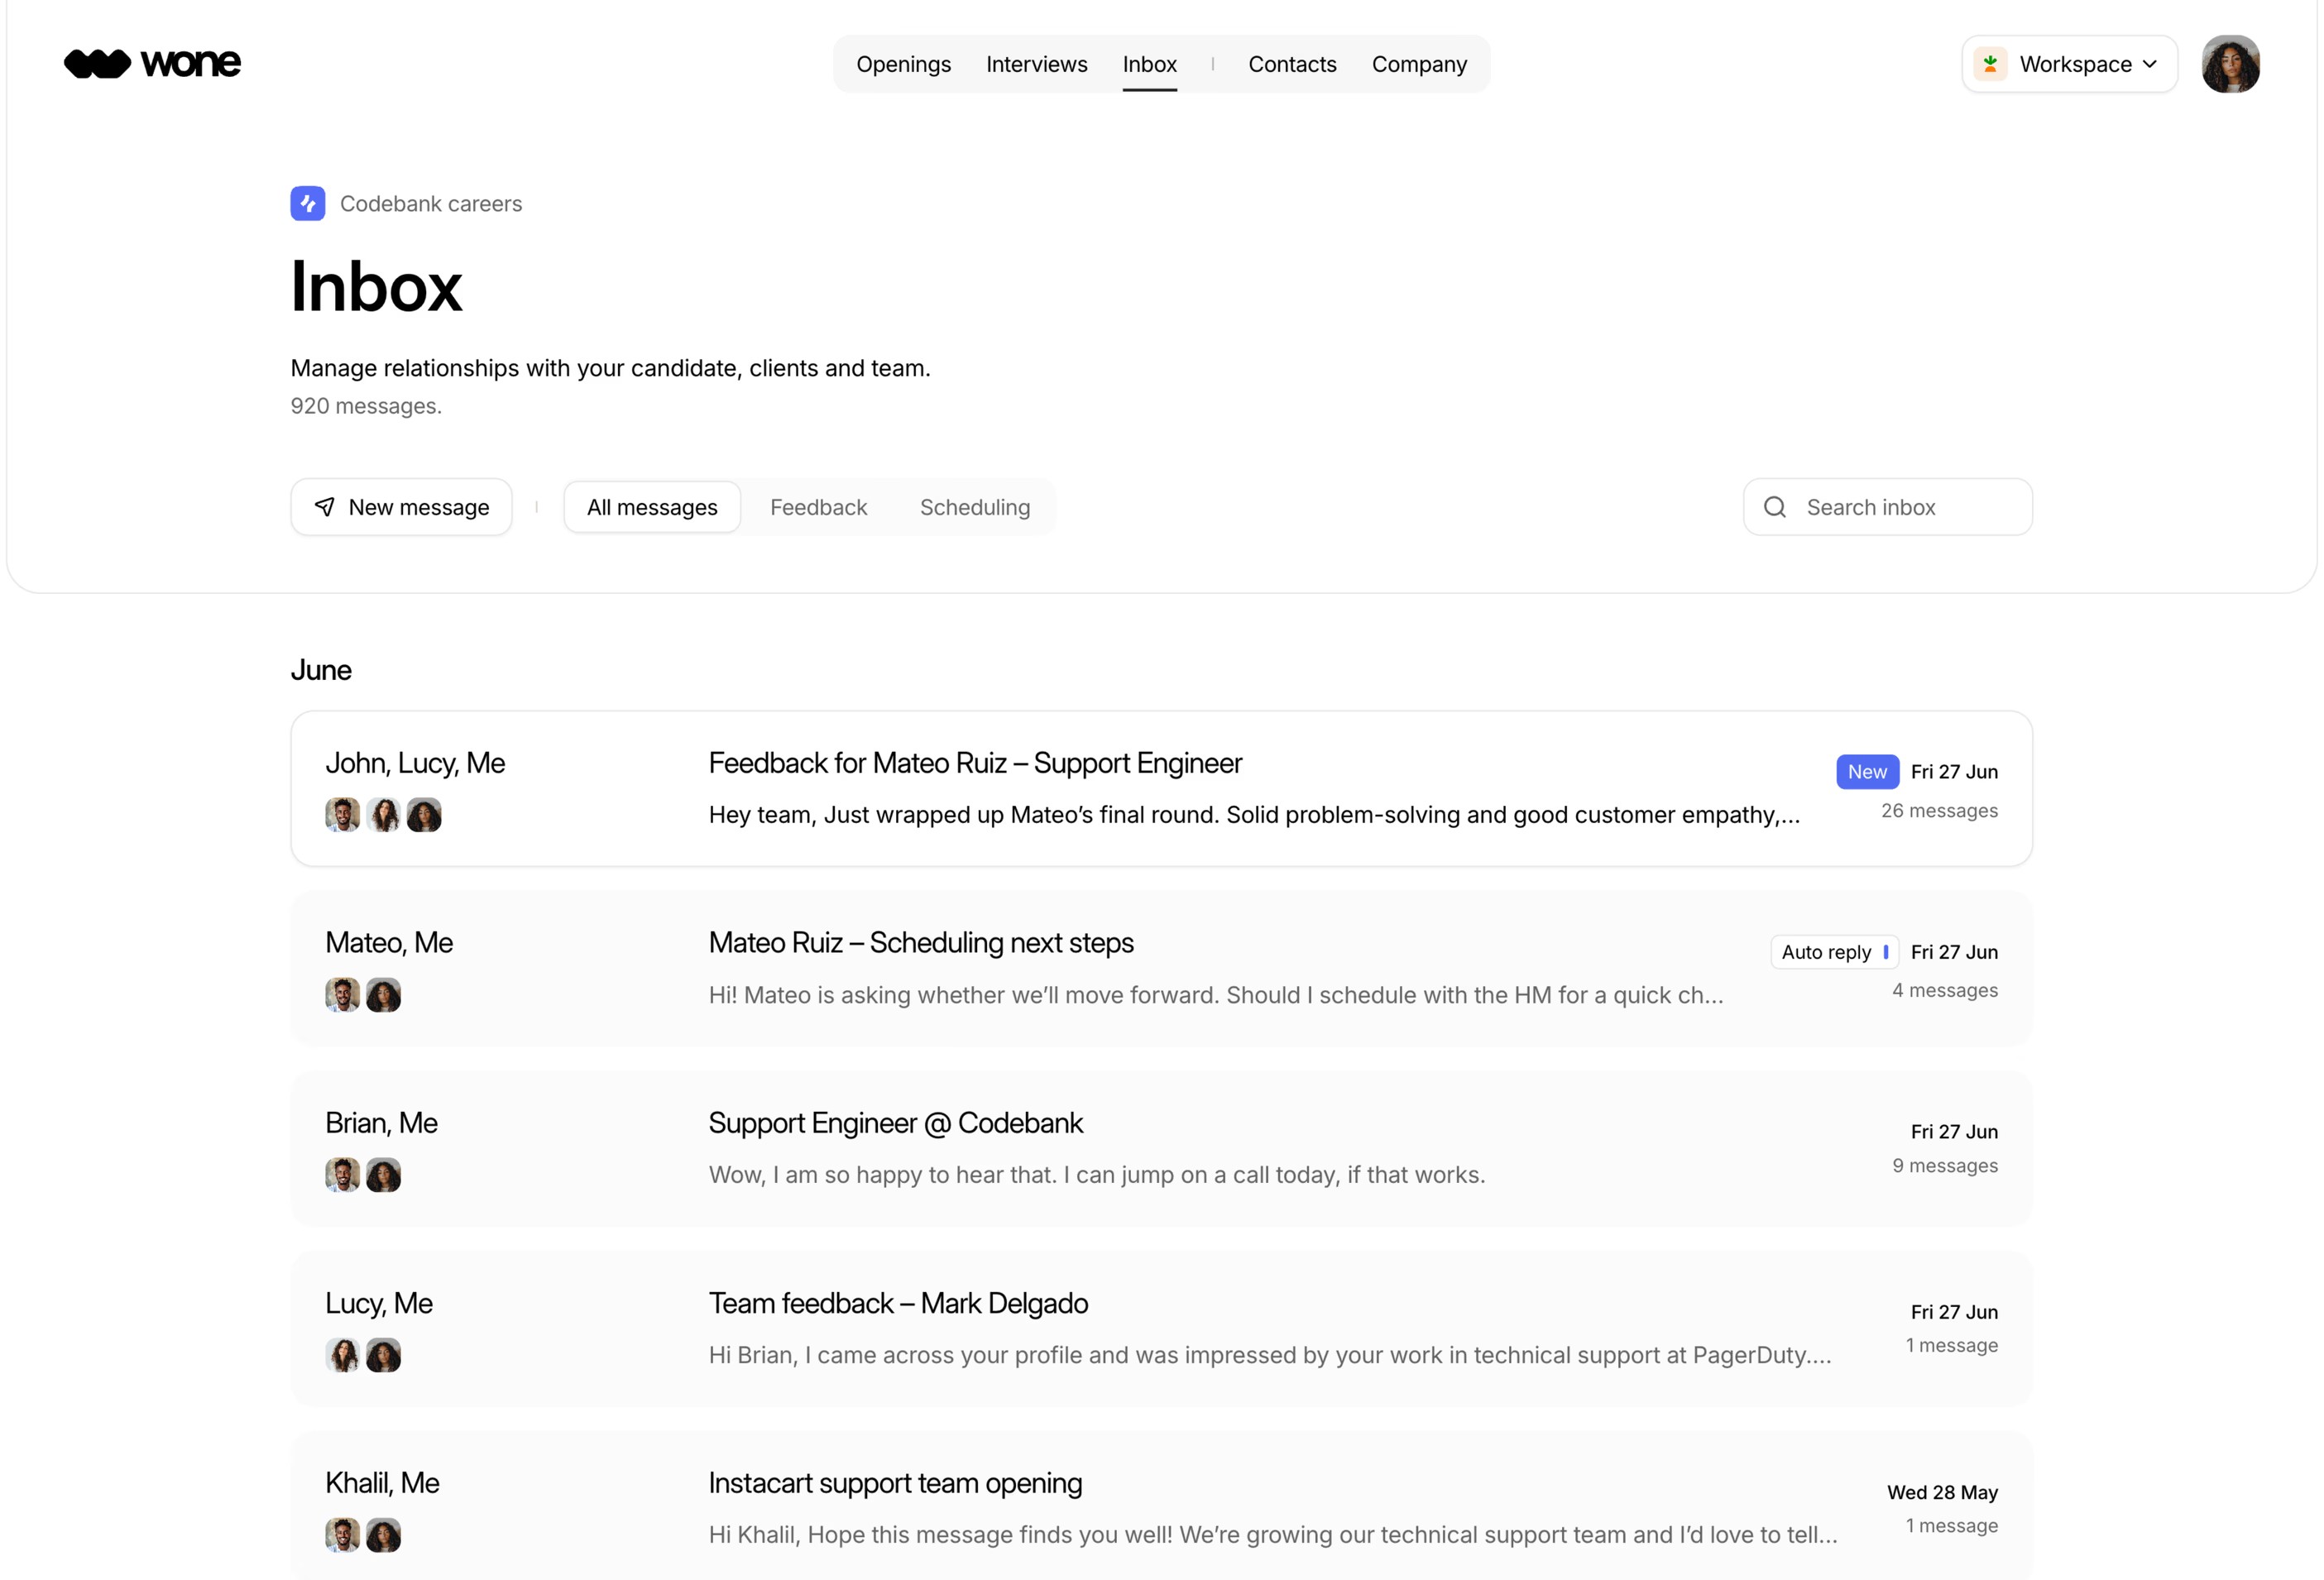 wone
Openings Interviews Inbox | Contacts Company
Workspace
Codebank careers
Inbox
Manage relationships with your candidate, clients and team.
920 messages.
New message | All messages Feedback Scheduling
Search inbox
June
John, Lucy, Me
Feedback for Mateo Ruiz – Support Engineer
Hey team, Just wrapped up Mateo’s final round. Solid problem-solving and good customer empathy,...
New Fri 27 Jun
26 messages
Mateo, Me
Mateo Ruiz – Scheduling next steps
Hi! Mateo is asking whether we’ll move forward. Should I schedule with the HM for a quick ch...
Auto reply Fri 27 Jun
4 messages
Brian, Me
Support Engineer @ Codebank
Wow, I am so happy to hear that. I can jump on a call today, if that works.
Fri 27 Jun
9 messages
Lucy, Me
Team feedback – Mark Delgado
Hi Brian, I came across your profile and was impressed by your work in technical support at PagerDuty....
Fri 27 Jun
1 message
Khalil, Me
Instacart support team opening
Hi Khalil, Hope this message finds you well! We’re growing our technical support team and I’d love to tell...
Wed 28 May
1 message